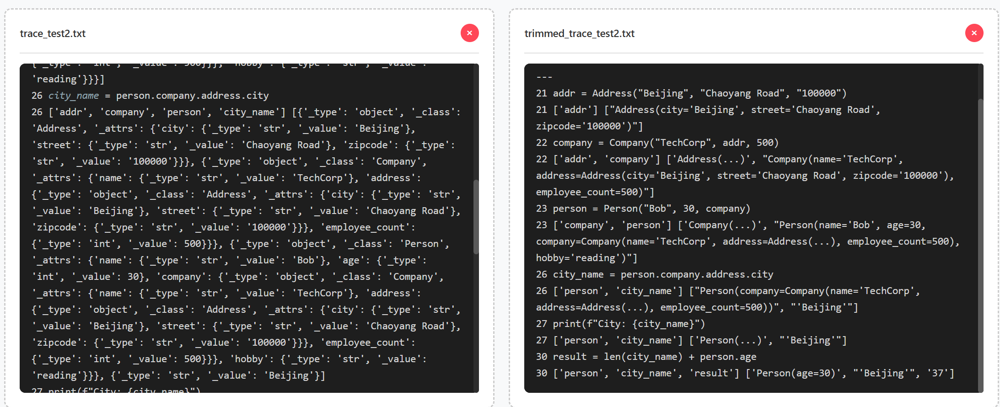 trace_test2.txt
{'_type': 'int', '_value': 500}}}, 'hobby': {'_type': 'str', '_value':
'reading'}}}]
26 city_name = person.company.address.city
26 ['addr', 'company', 'person', 'city_name'] [{'_type': 'object', '_class':
'Address', '_attrs': {'city': {'_type': 'str', '_value': 'Beijing'},
'street': {'_type': 'str', '_value': 'Chaoyang Road'}, 'zipcode': {'_type':
'str', '_value': '100000'}}}, {'_type': 'object', '_class': 'Company',
'_attrs': {'name': {'_type': 'str', '_value': 'TechCorp'}, 'address':
{'_type': 'object', '_class': 'Address', '_attrs': {'city': {'_type': 'str',
'_value': 'Beijing'}, 'street': {'_type': 'str', '_value': 'Chaoyang Road'},
'zipcode': {'_type': 'str', '_value': '100000'}}}, 'employee_count':
{'_type': 'int', '_value': 500}}}, {'_type': 'object', '_class': 'Person',
'_attrs': {'name': {'_type': 'str', '_value': 'Bob'}, 'age': {'_type':
'int', '_value': 30}, 'company': {'_type': 'object', '_class': 'Company',
'_attrs': {'name': {'_type': 'str', '_value': 'TechCorp'}, 'address':
{'_type': 'object', '_class': 'Address', '_attrs': {'city': {'_type': 'str',
'_value': 'Beijing'}, 'street': {'_type': 'str', '_value': 'Chaoyang Road'},
'zipcode': {'_type': 'str', '_value': '100000'}}}, 'employee_count':
{'_type': 'int', '_value': 500}}}, 'hobby': {'_type': 'str', '_value':
'reading'}}}, {'_type': 'str', '_value': 'Beijing'}]
27 print(f"City: {city_name}")
trimmed_trace_test2.txt
---
21 addr = Address("Beijing", "Chaoyang Road", "100000")
21 ['addr'] ["Address(city='Beijing', street='Chaoyang Road',
zipcode='100000')"]
22 company = Company("TechCorp", addr, 500)
22 ['addr', 'company'] ['Address(...)', "Company(name='TechCorp',
address=Address(city='Beijing', street='Chaoyang Road', zipcode='100000'),
employee_count=500)"]
23 person = Person("Bob", 30, company)
23 ['company', 'person'] ['Company(...)', "Person(name='Bob', age=30,
company=Company(name='TechCorp', address=Address(...), employee_count=500),
hobby='reading')"]
26 city_name = person.company.address.city
26 ['person', 'city_name'] ["Person(company=Company(name='TechCorp',
address=Address(...), employee_count=500))", "'Beijing'"]
27 print(f"City: {city_name}")
27 ['person', 'city_name'] ['Person(...)', "'Beijing'"]
30 result = len(city_name) + person.age
30 ['person', 'city_name', 'result'] ['Person(age=30)', "'Beijing'", '37']